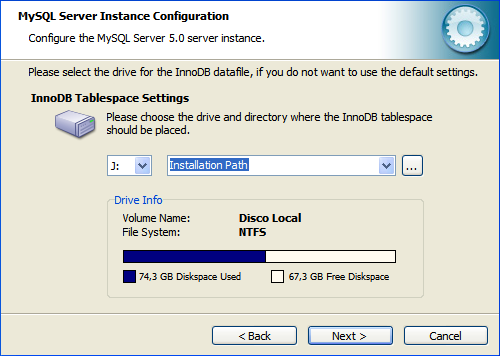 MySQL Server Instance Configuration
Configure the MySQL Server 5.0 server instance.
Please select the drive for the InnoDB datafile, if you do not want to use the default settings.
InnoDB Tablespace Settings
Please choose the drive and directory where the InnoDB tablespace
should be placed.
J: Installation Path ...
Drive Info
Volume Name: Disco Local
File System: NTFS
74,3 GB Diskspace Used 67,3 GB Free Diskspace
< Back Next > Cancel